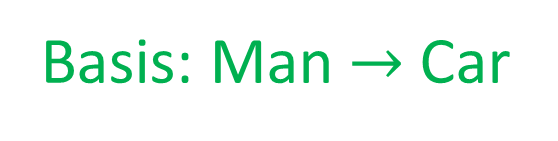 Basis: Man → Car